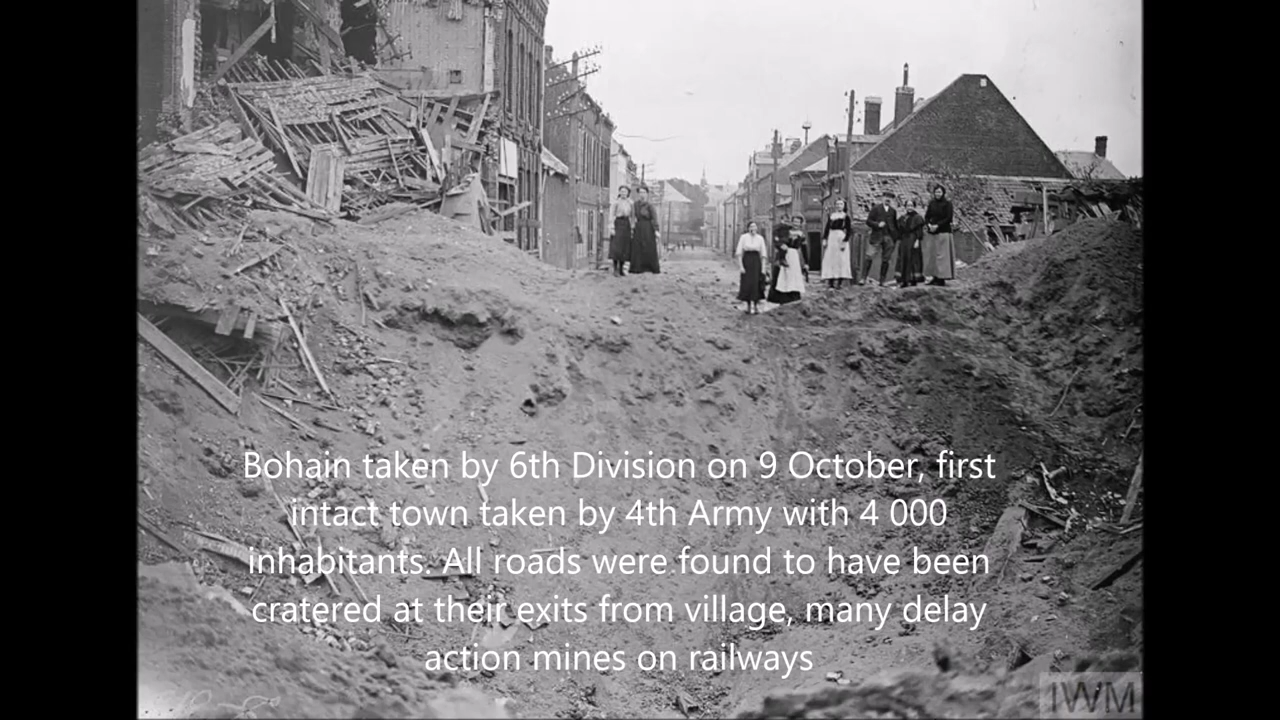 Bohain taken by 6th Division on 9 October, first
intact town taken by 4th Army with 4 000
inhabitants. All roads were found to have been
cratered at their exits from village, many delay
action mines on railways
IWM